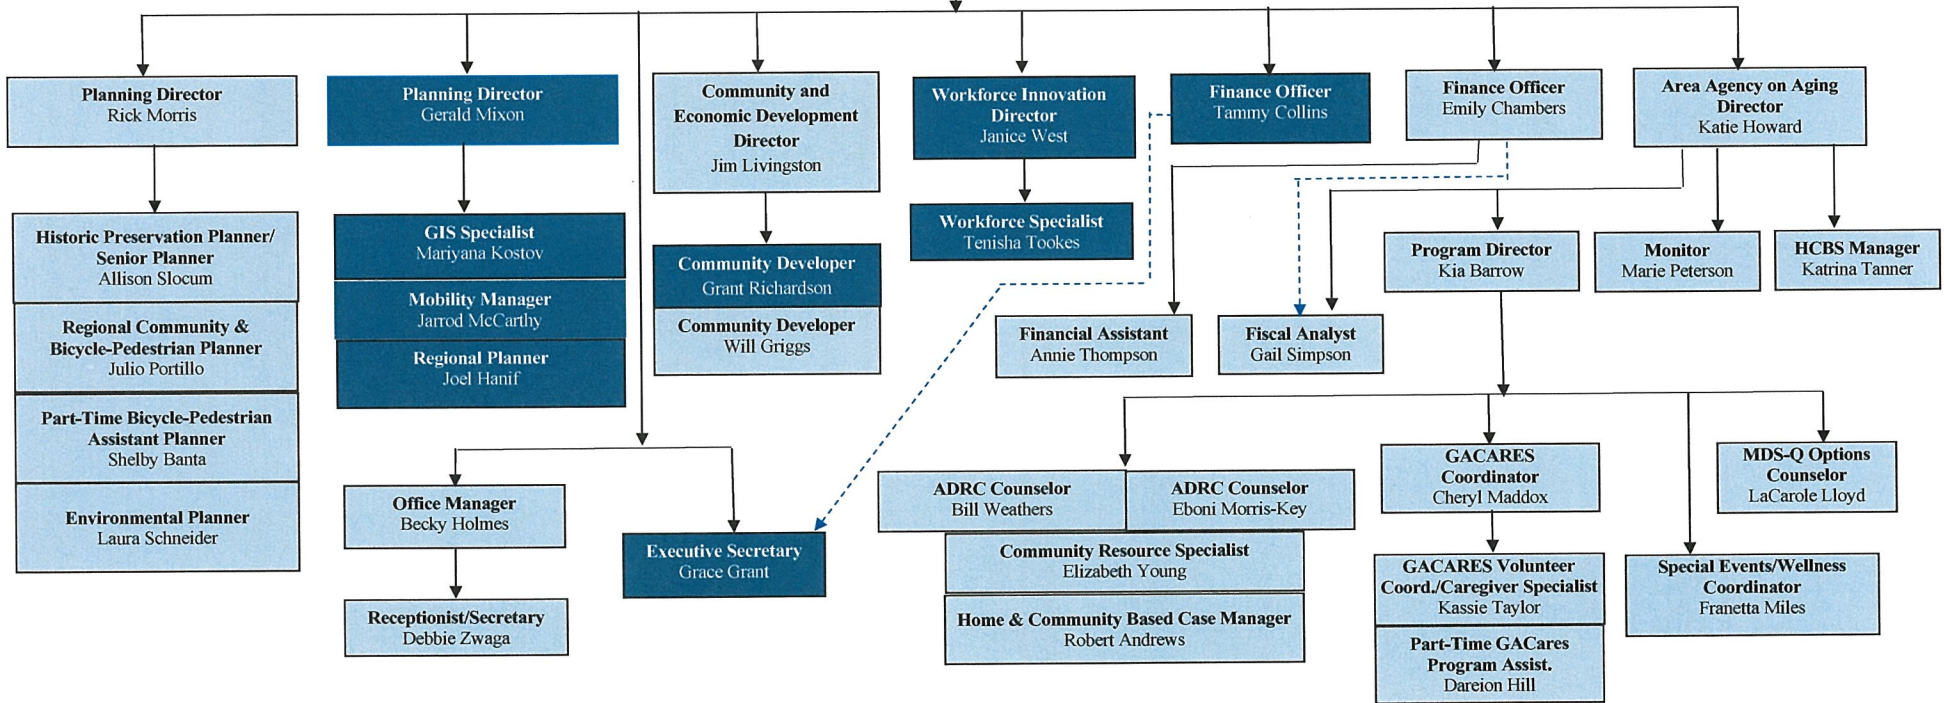 Planning Director
Rick Morris
Planning Director
Gerald Mixon
Community and
Economic Development
Director
Jim Livingston
Workforce Innovation
Director
Janice West
Finance Officer
Tammy Collins
Finance Officer
Emily Chambers
Area Agency on Aging
Director
Katie Howard
Historic Preservation Planner/
Senior Planner
Allison Slocum
Regional Community &
Bicycle-Pedestrian Planner
Julio Portillo
Part-Time Bicycle-Pedestrian
Assistant Planner
Shelby Banta
Environmental Planner
Laura Schneider
GIS Specialist
Mariyana Kostov
Mobility Manager
Jarrod McCarthy
Regional Planner
Joel Hanif
Community Developer
Grant Richardson
Community Developer
Will Griggs
Workforce Specialist
Tenisha Tookes
Financial Assistant
Annie Thompson
Fiscal Analyst
Gail Simpson
Program Director
Kia Barrow
Monitor
Marie Peterson
HCBS Manager
Katrina Tanner
Office Manager
Becky Holmes
Receptionist/Secretary
Debbie Zwaga
Executive Secretary
Grace Grant
ADRC Counselor
Bill Weathers
ADRC Counselor
Eboni Morris-Key
Community Resource Specialist
Elizabeth Young
Home & Community Based Case Manager
Robert Andrews
GACARES
Coordinator
Cheryl Maddox
GACARES Volunteer
Coord./Caregiver Specialist
Kassie Taylor
Part-Time GACares
Program Assist.
Dareion Hill
Special Events/Wellness
Coordinator
Franetta Miles
MDS-Q Options
Counselor
LaCarole Lloyd